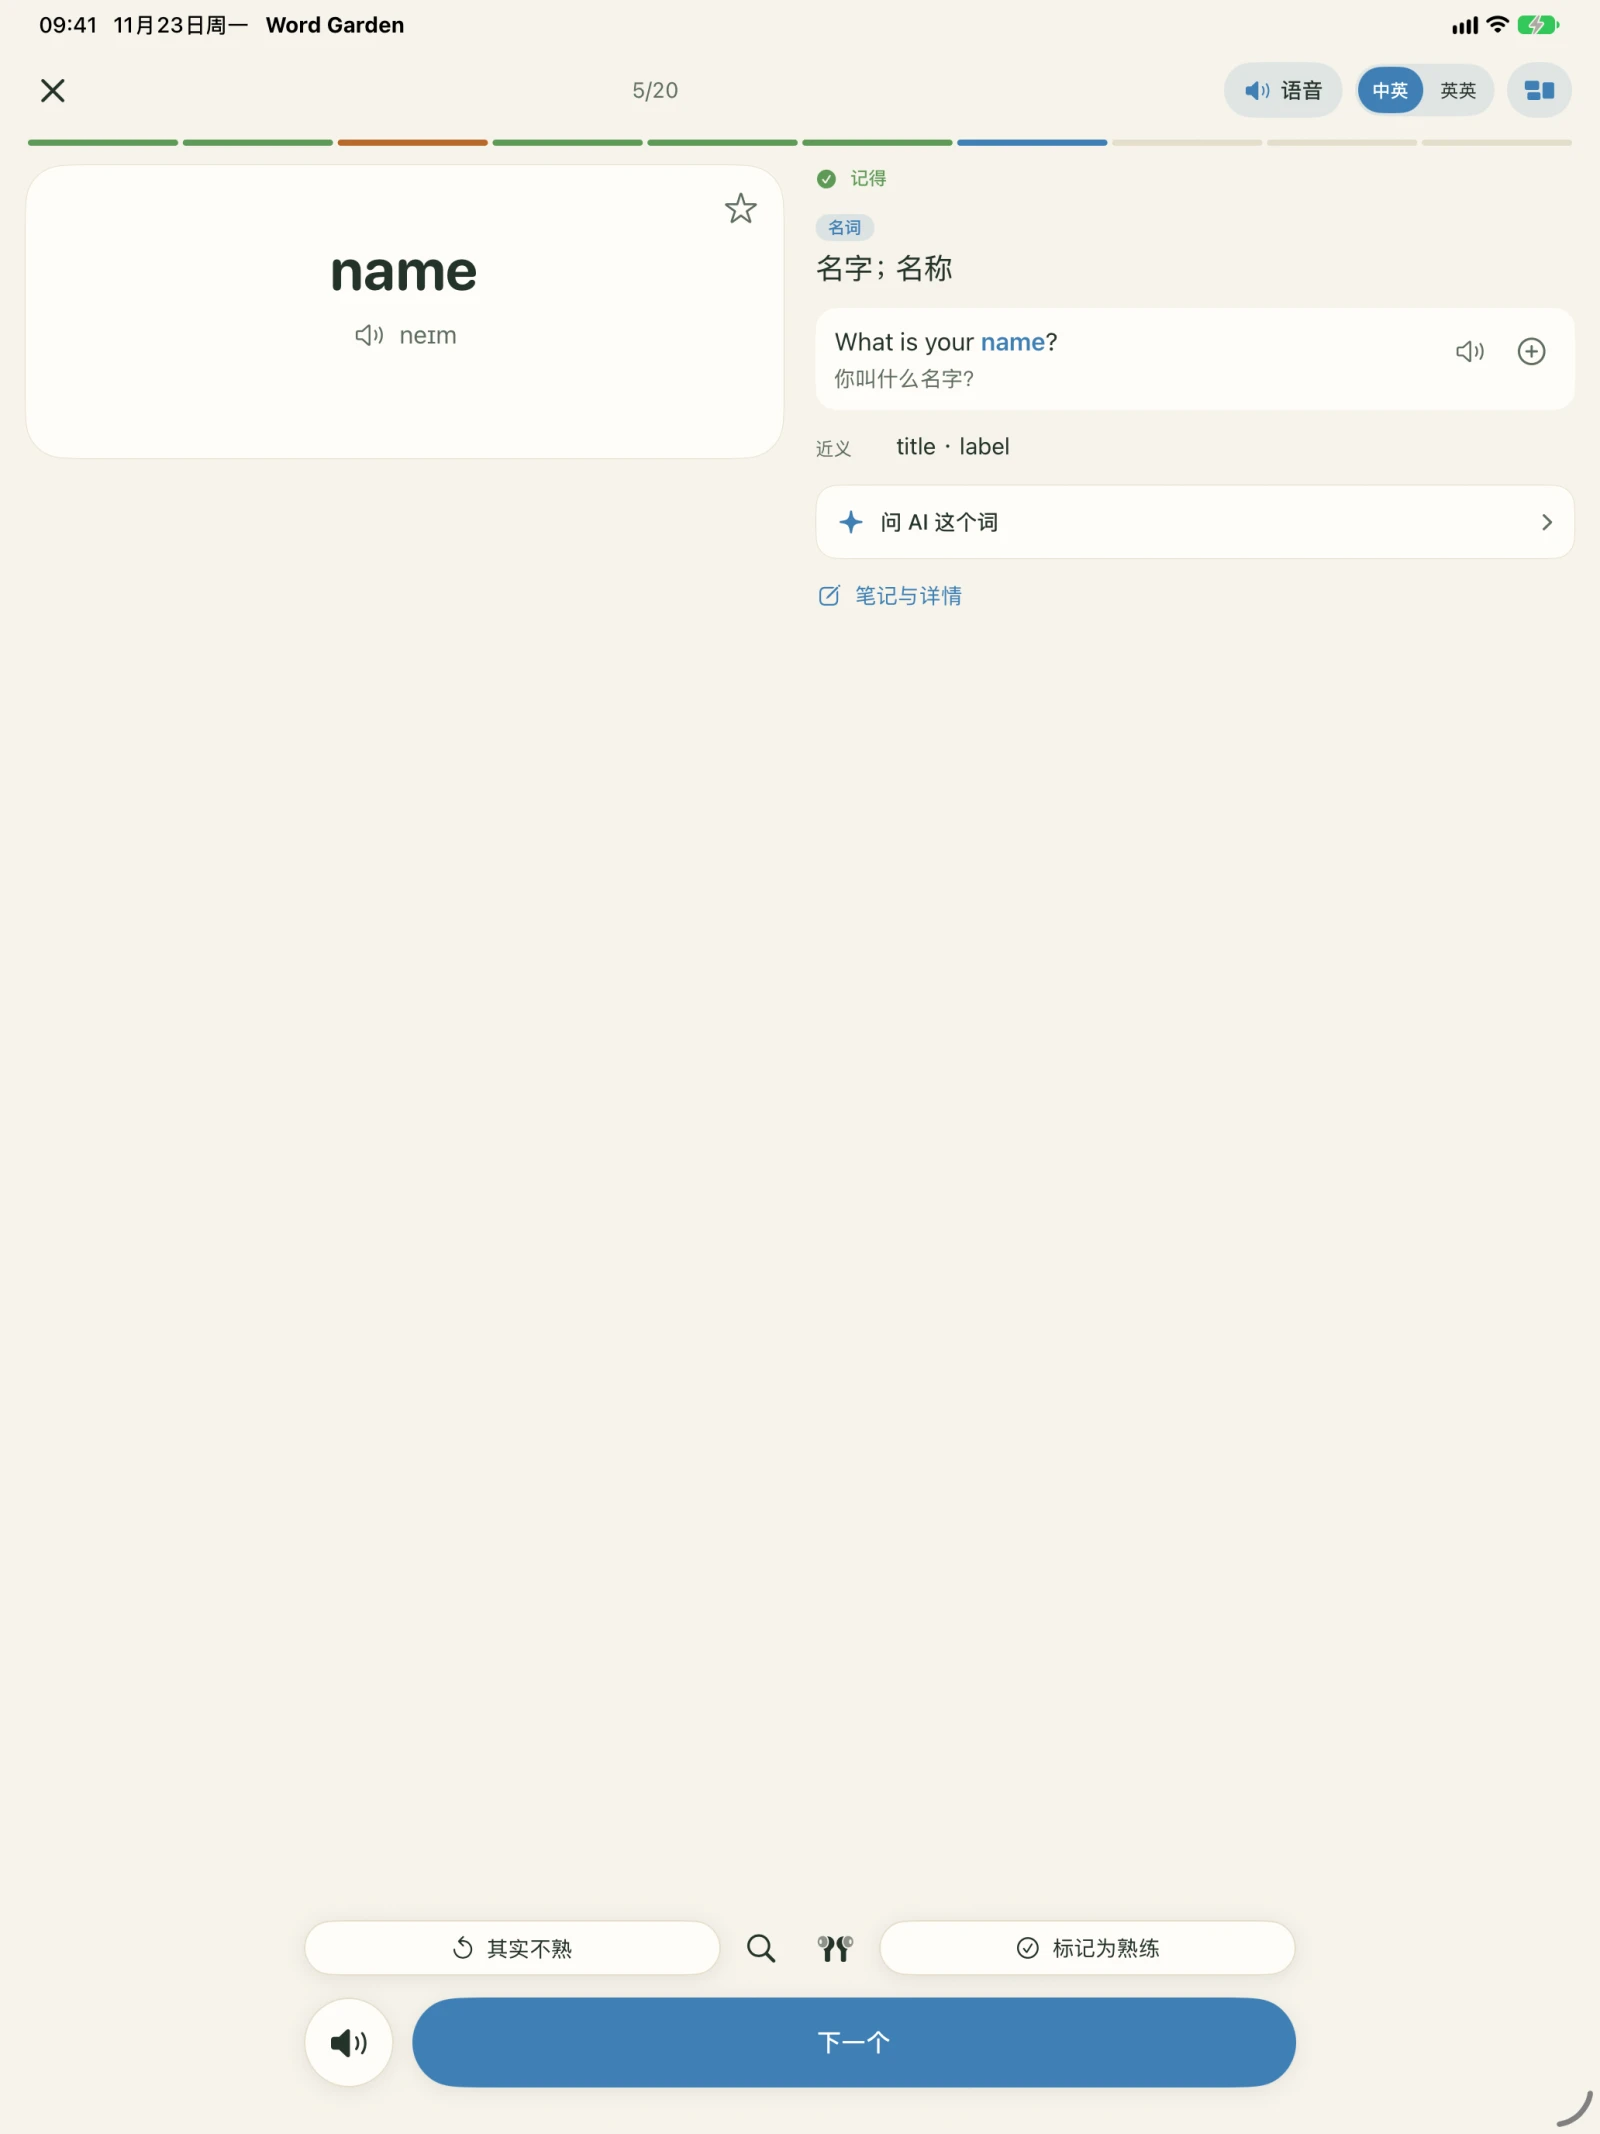 09:41 11月23日周一 Word Garden
5/20
语音
中英
英英
name
neɪm
记得
名词
名字；名称
What is your name?
你叫什么名字?
近义 title · label
问 AI 这个词
笔记与详情
其实不熟
标记为熟练
下一个